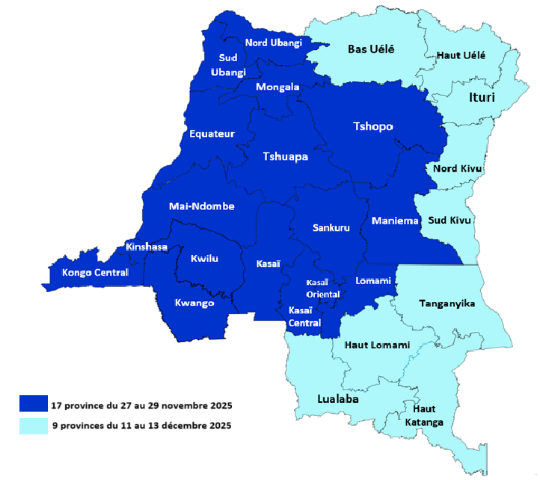 Nord Ubangi
Bas Uélé
Haut Uélé
Sud
Ubangi
Mongala
Ituri
Equateur
Tshopo
Tshuapa
Nord Kivu
Mai-Ndombe
Sankuru
Maniema
Sud Kivu
Kinshasa
Kwilu
Kasaï
Kongo Central
Kasaï
Oriental
Lomami
Kwango
Kasaï
Central
Tanganyika
Haut Lomami
Lualaba
Haut
Katanga
17 province du 27 au 29 novembre 2025
9 provinces du 11 au 13 décembre 2025